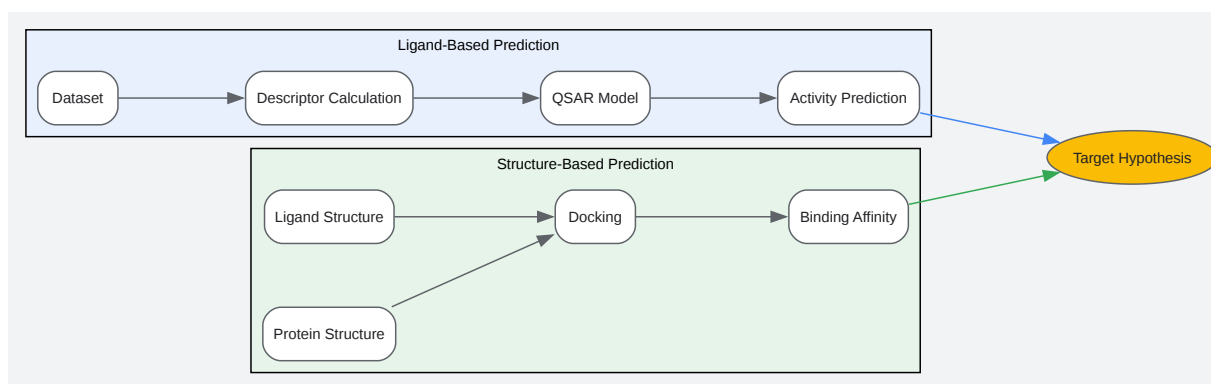 Ligand-Based Prediction
Dataset
Descriptor Calculation
QSAR Model
Activity Prediction
Target Hypothesis
Structure-Based Prediction
Ligand Structure
Docking
Binding Affinity
Protein Structure